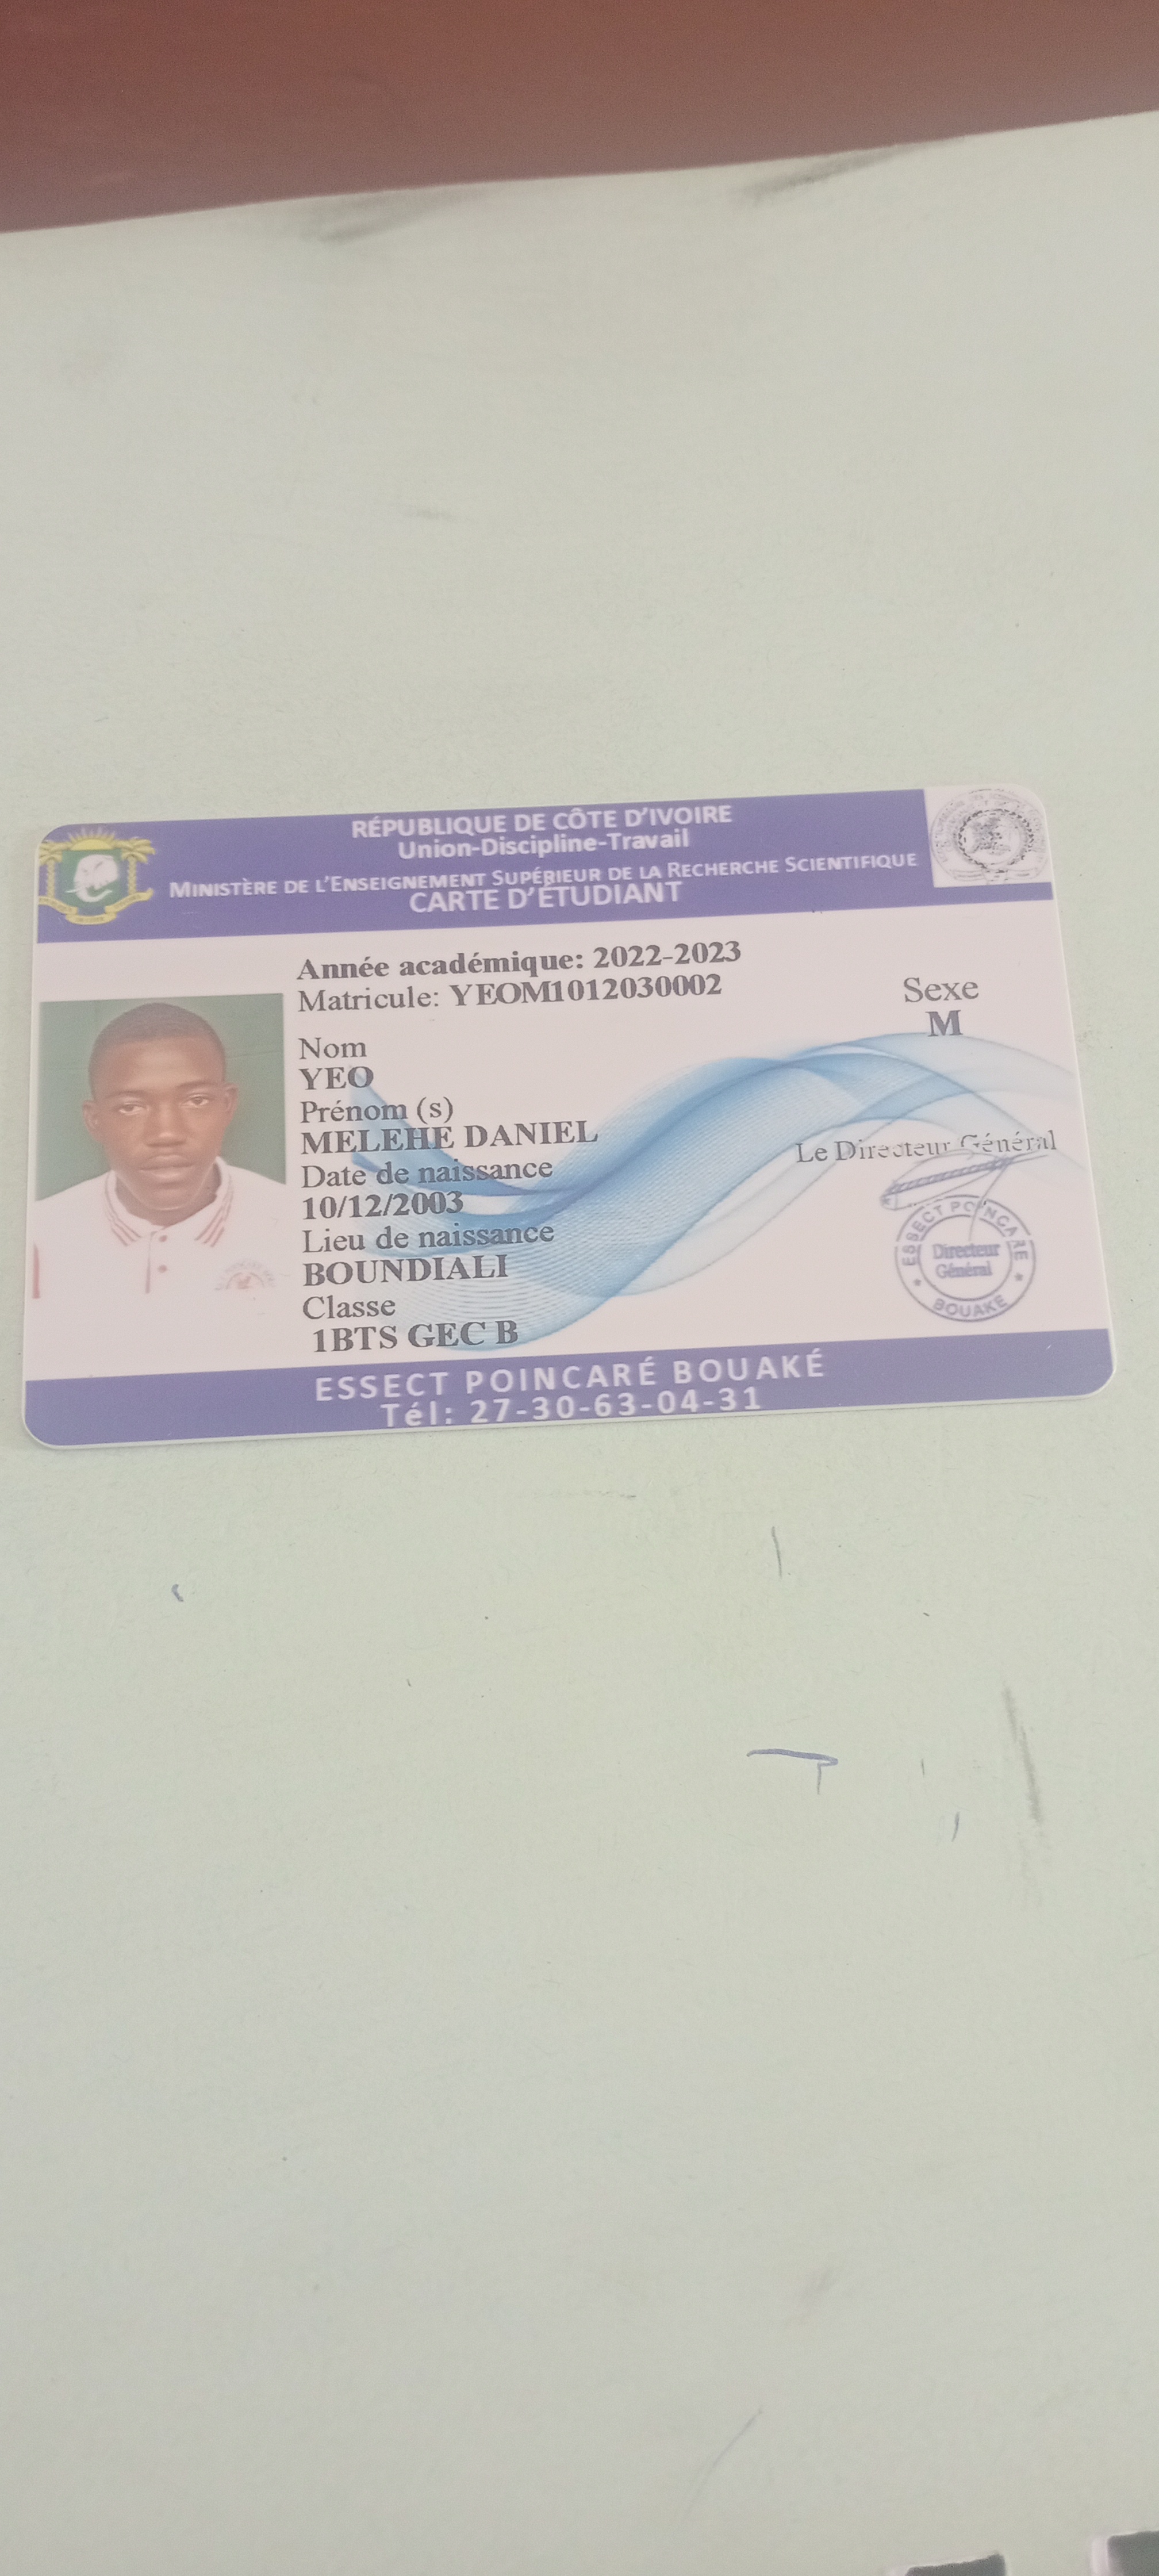 RÉPUBLIQUE DE CÔTE D'IVOIRE
Union-Discipline-Travail
MINISTÈRE DE L'ENSEIGNEMENT SUPÉRIEUR DE LA RECHERCHE SCIENTIFIQUE
CARTE D'ÉTUDIANT
Année académique: 2022-2023
Matricule: YEOM1012030002
Sexe
M
Nom
YEO
Prénom (s)
MELEHE DANIEL
Date de naissance
10/12/2003
Lieu de naissance
BOUNDIALI
Classe
1BTS GEC B
Le Directeur Général
ESSECT POINCARE
Directeur
Général
BOUAKE
ESSECT POINCARÉ BOUAKÉ
Tél: 27-30-63-04-31